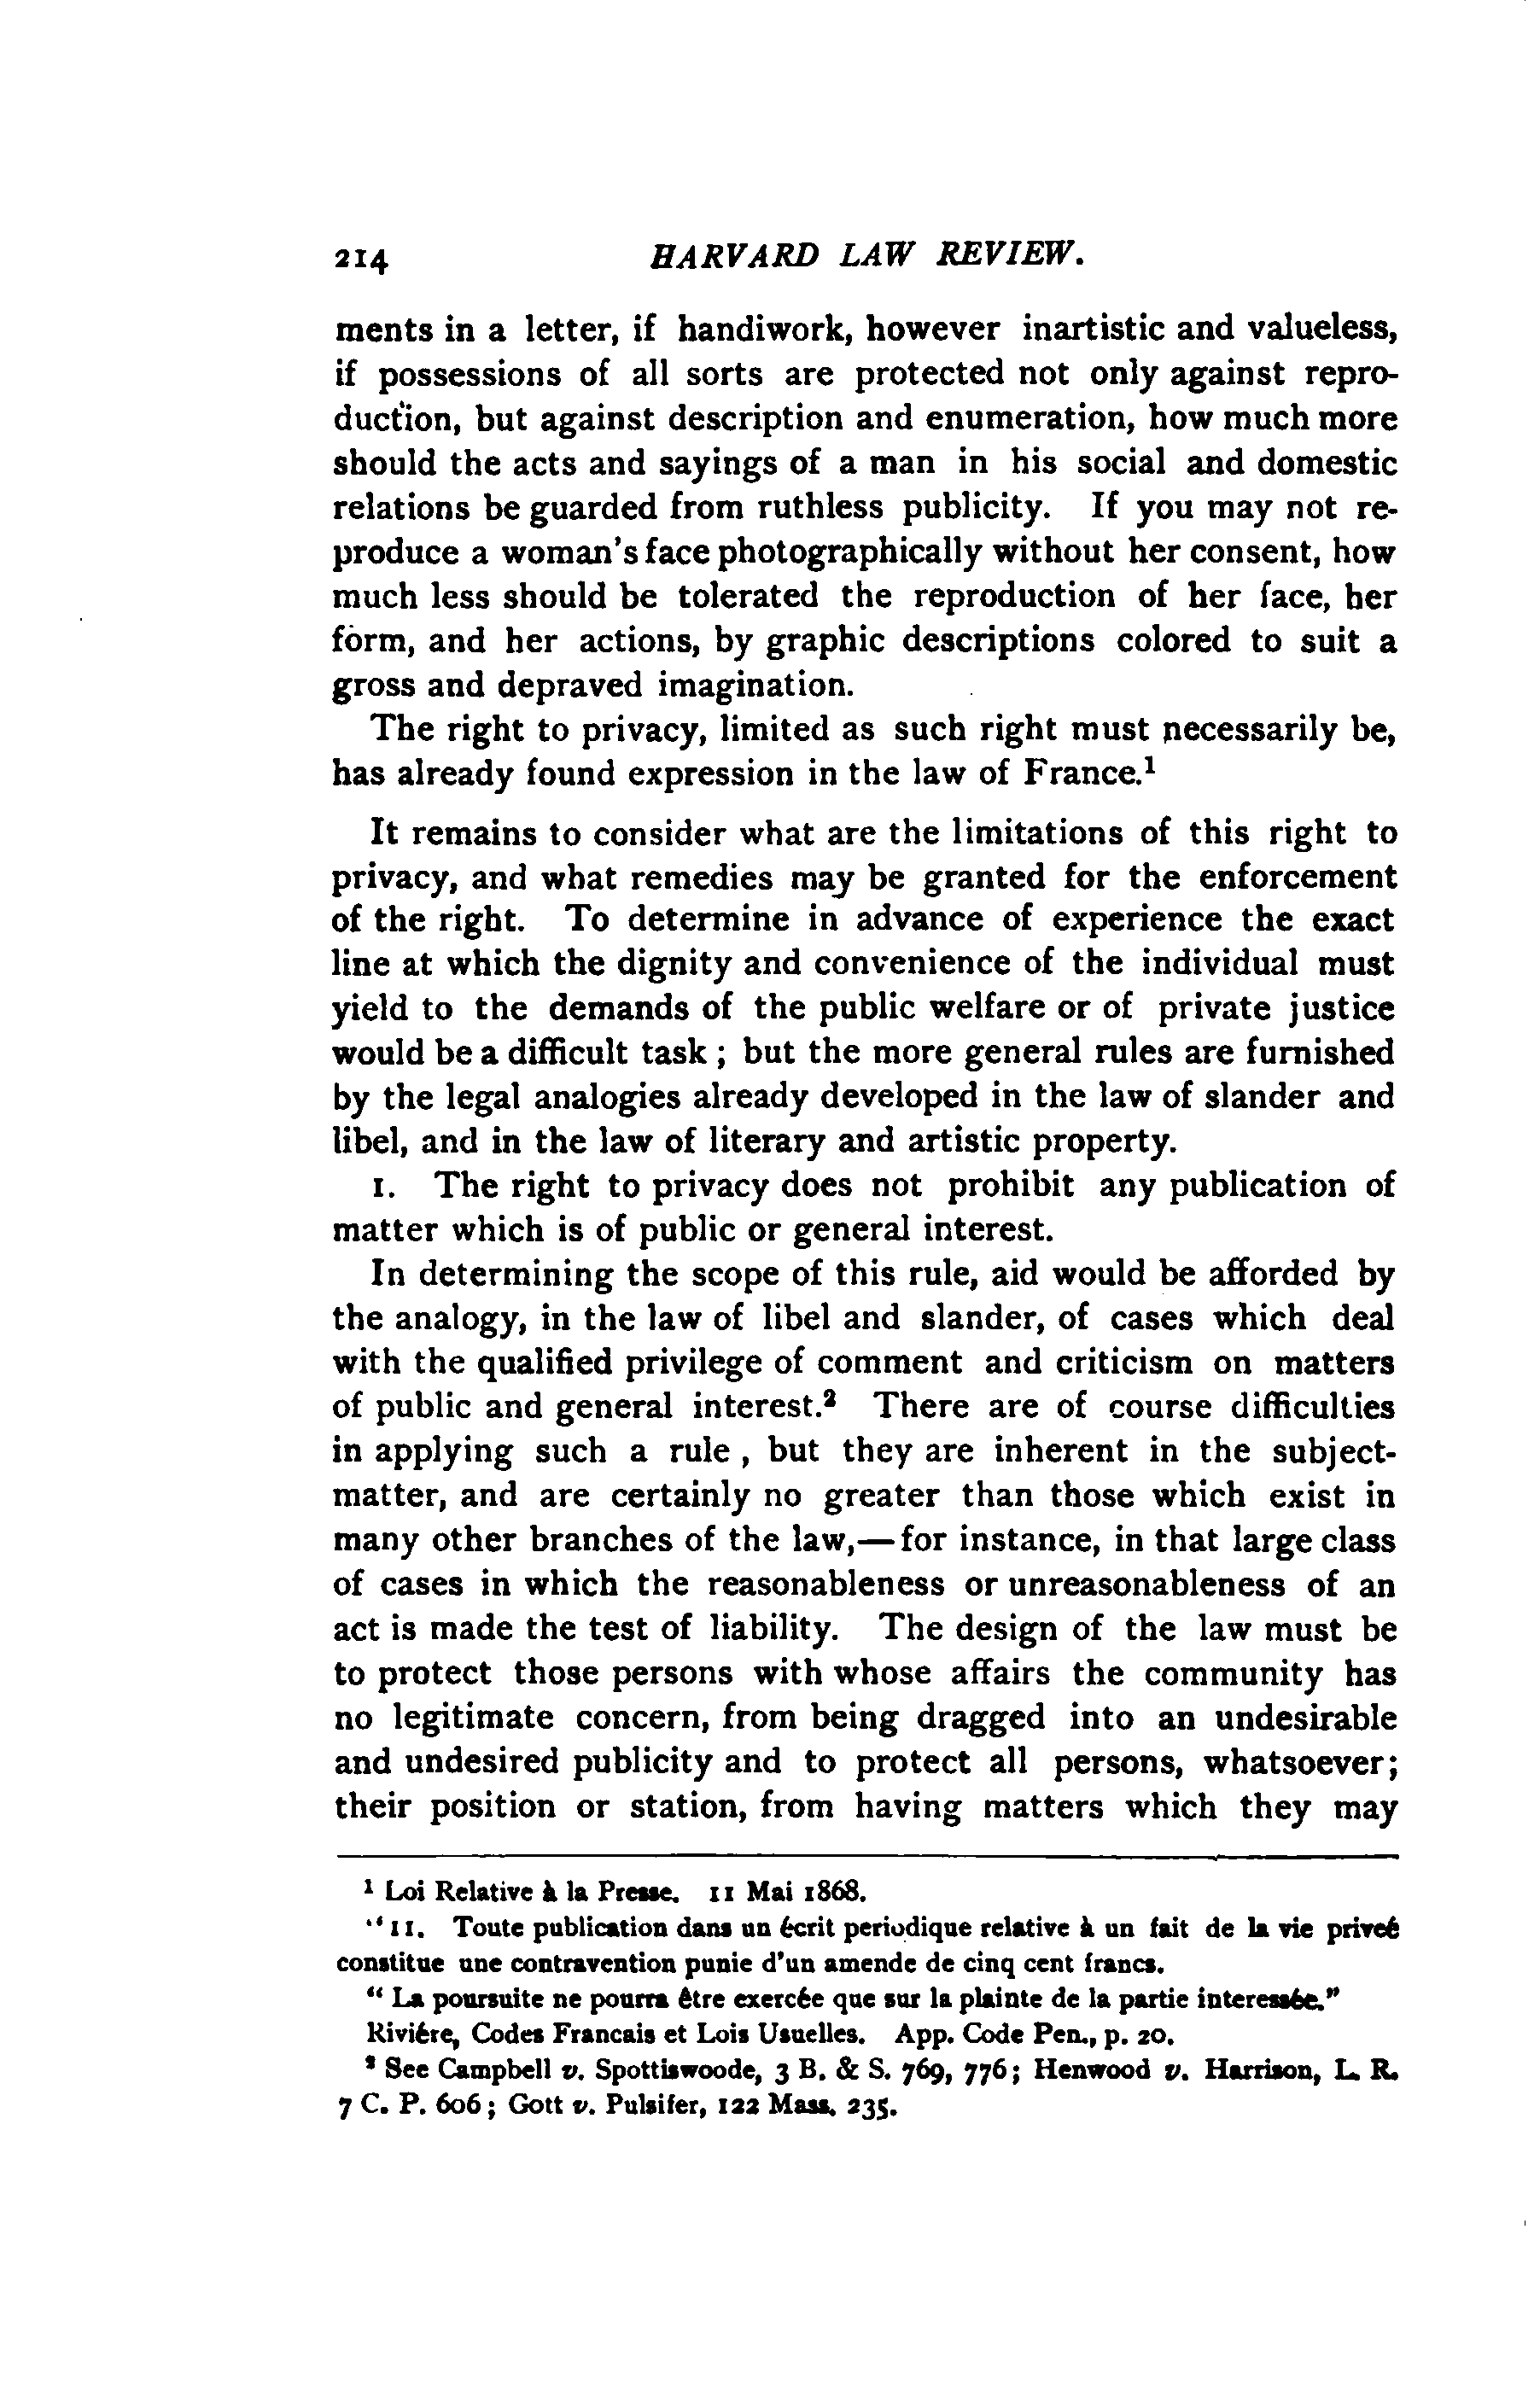 214 HARVARD LAW REVIEW.
ments in a letter, if handiwork, however inartistic and valueless,
if possessions of all sorts are protected not only against repro-
duction, but against description and enumeration, how much more
should the acts and sayings of a man in his social and domestic
relations be guarded from ruthless publicity. If you may not re-
produce a woman's face photographically without her consent, how
much less should be tolerated the reproduction of her face, her
form, and her actions, by graphic descriptions colored to suit a
gross and depraved imagination.
The right to privacy, limited as such right must necessarily be,
has already found expression in the law of France.¹
It remains to consider what are the limitations of this right to
privacy, and what remedies may be granted for the enforcement
of the right. To determine in advance of experience the exact
line at which the dignity and convenience of the individual must
yield to the demands of the public welfare or of private justice
would be a difficult task ; but the more general rules are furnished
by the legal analogies already developed in the law of slander and
libel, and in the law of literary and artistic property.
1. The right to privacy does not prohibit any publication of
matter which is of public or general interest.
In determining the scope of this rule, aid would be afforded by
the analogy, in the law of libel and slander, of cases which deal
with the qualified privilege of comment and criticism on matters
of public and general interest.² There are of course difficulties
in applying such a rule , but they are inherent in the subject-
matter, and are certainly no greater than those which exist in
many other branches of the law,— for instance, in that large class
of cases in which the reasonableness or unreasonableness of an
act is made the test of liability. The design of the law must be
to protect those persons with whose affairs the community has
no legitimate concern, from being dragged into an undesirable
and undesired publicity and to protect all persons, whatsoever;
their position or station, from having matters which they may
¹ Loi Relative à la Presse. 11 Mai 1868.
"11. Toute publication dans un écrit periodique relative à un fait de la vie priveé
constitue une contravention punie d'un amende de cinq cent francs.
" La poursuite ne pourra être exercée que sur la plainte de la partie interessée."
Riviére, Codes Francais et Lois Usuelles. App. Code Pen., p. 20.
² See Campbell v. Spottiswoode, 3 B. & S. 769, 776; Henwood v. Harrison, L. R.
7 C. P. 606; Gott v. Pulsifer, 122 Mass. 235.